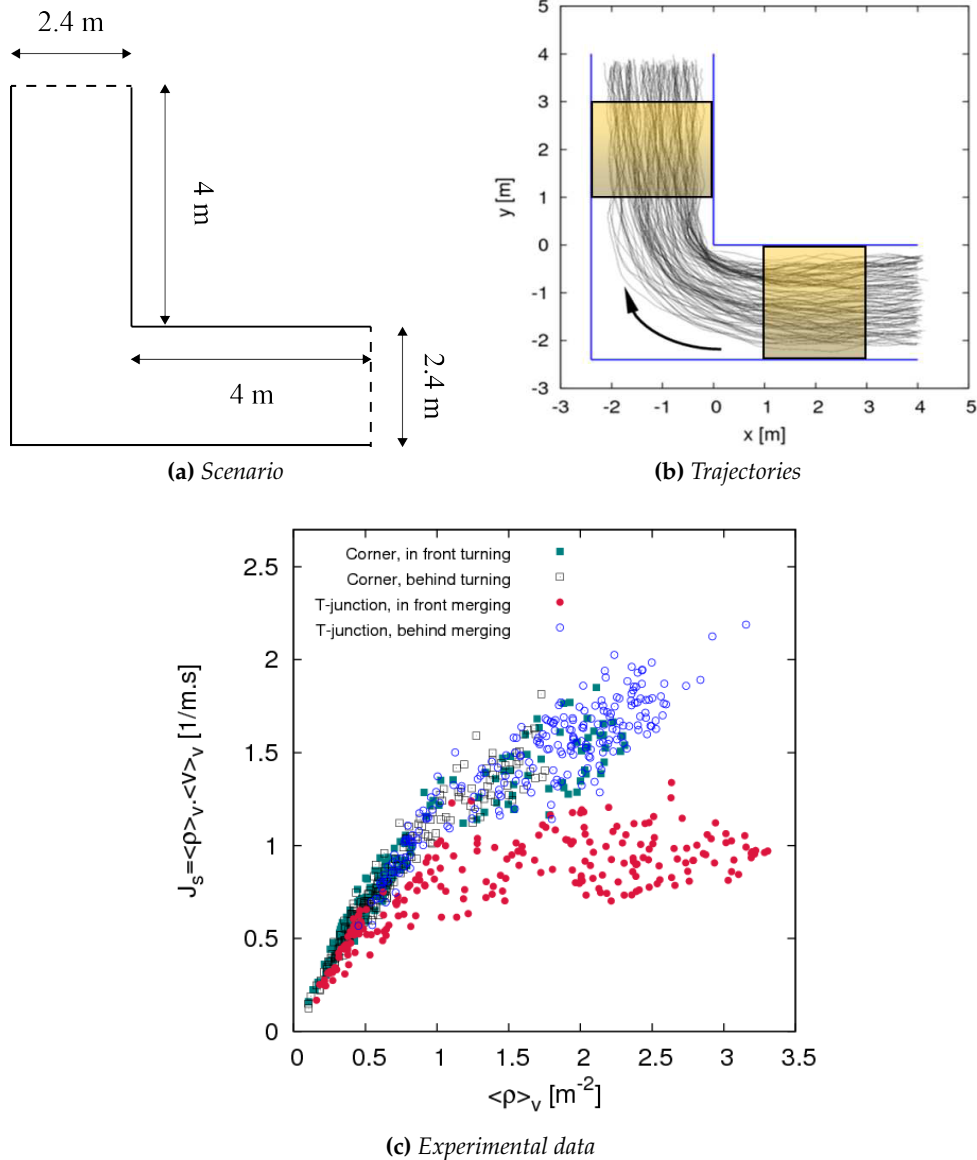 2.4 m
4 m
4 m
2.4 m
(a) Scenario
5
4
3
2
1
0
-1
-2
-3
y [m]
-3 -2 -1 0 1 2 3 4 5
x [m]
(b) Trajectories
Corner, in front turning
Corner, behind turning
T-junction, in front merging
T-junction, behind merging
2.5
2
1.5
1
0.5
0
J_s=<ρ>_v.<v>_v [1/m.s]
0 0.5 1 1.5 2 2.5 3 3.5
<ρ>_v [m^-2]
(c) Experimental data